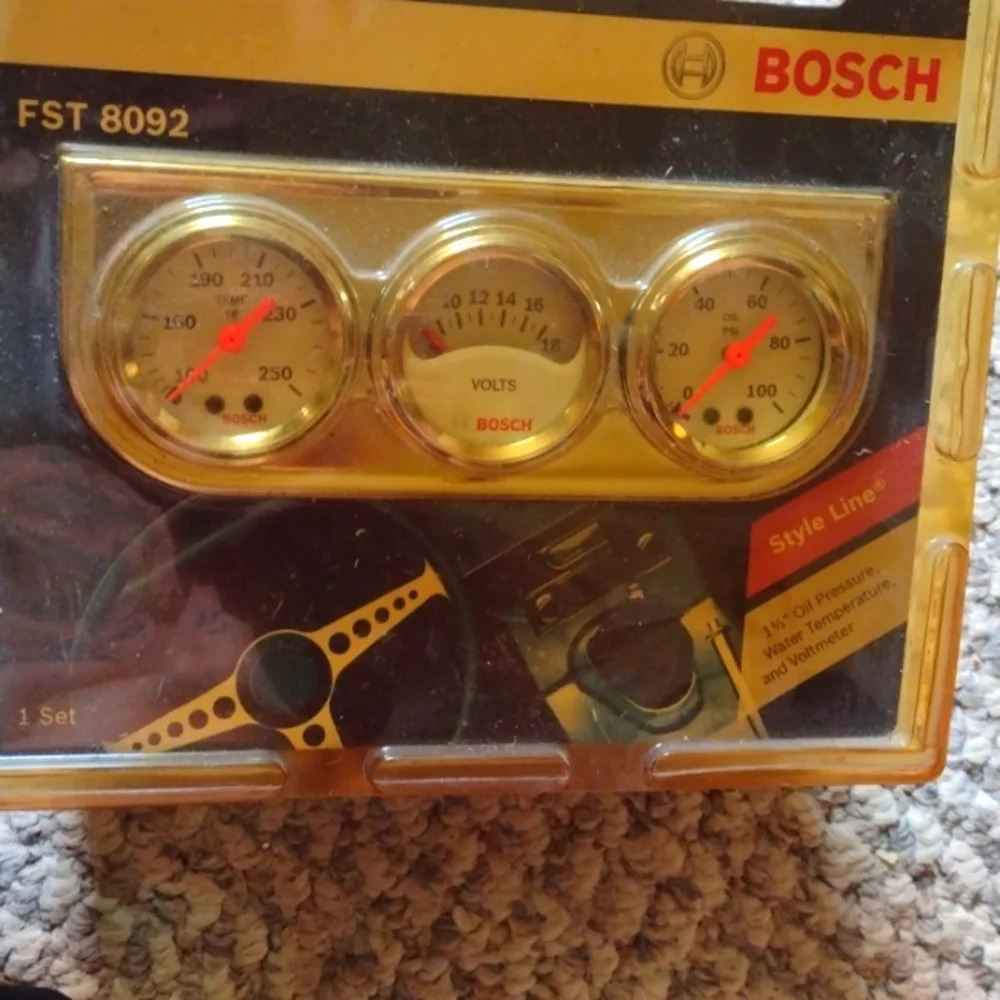 BOSCH
FST 8092
190 210
TEMP
°F
160 230
100 250
BOSCH
10 12 14 16
18
VOLTS
BOSCH
40 60
OIL
PSI
20 80
0 100
BOSCH
Style Line®
1½" Oil Pressure,
Water Temperature,
and Voltmeter
1 Set